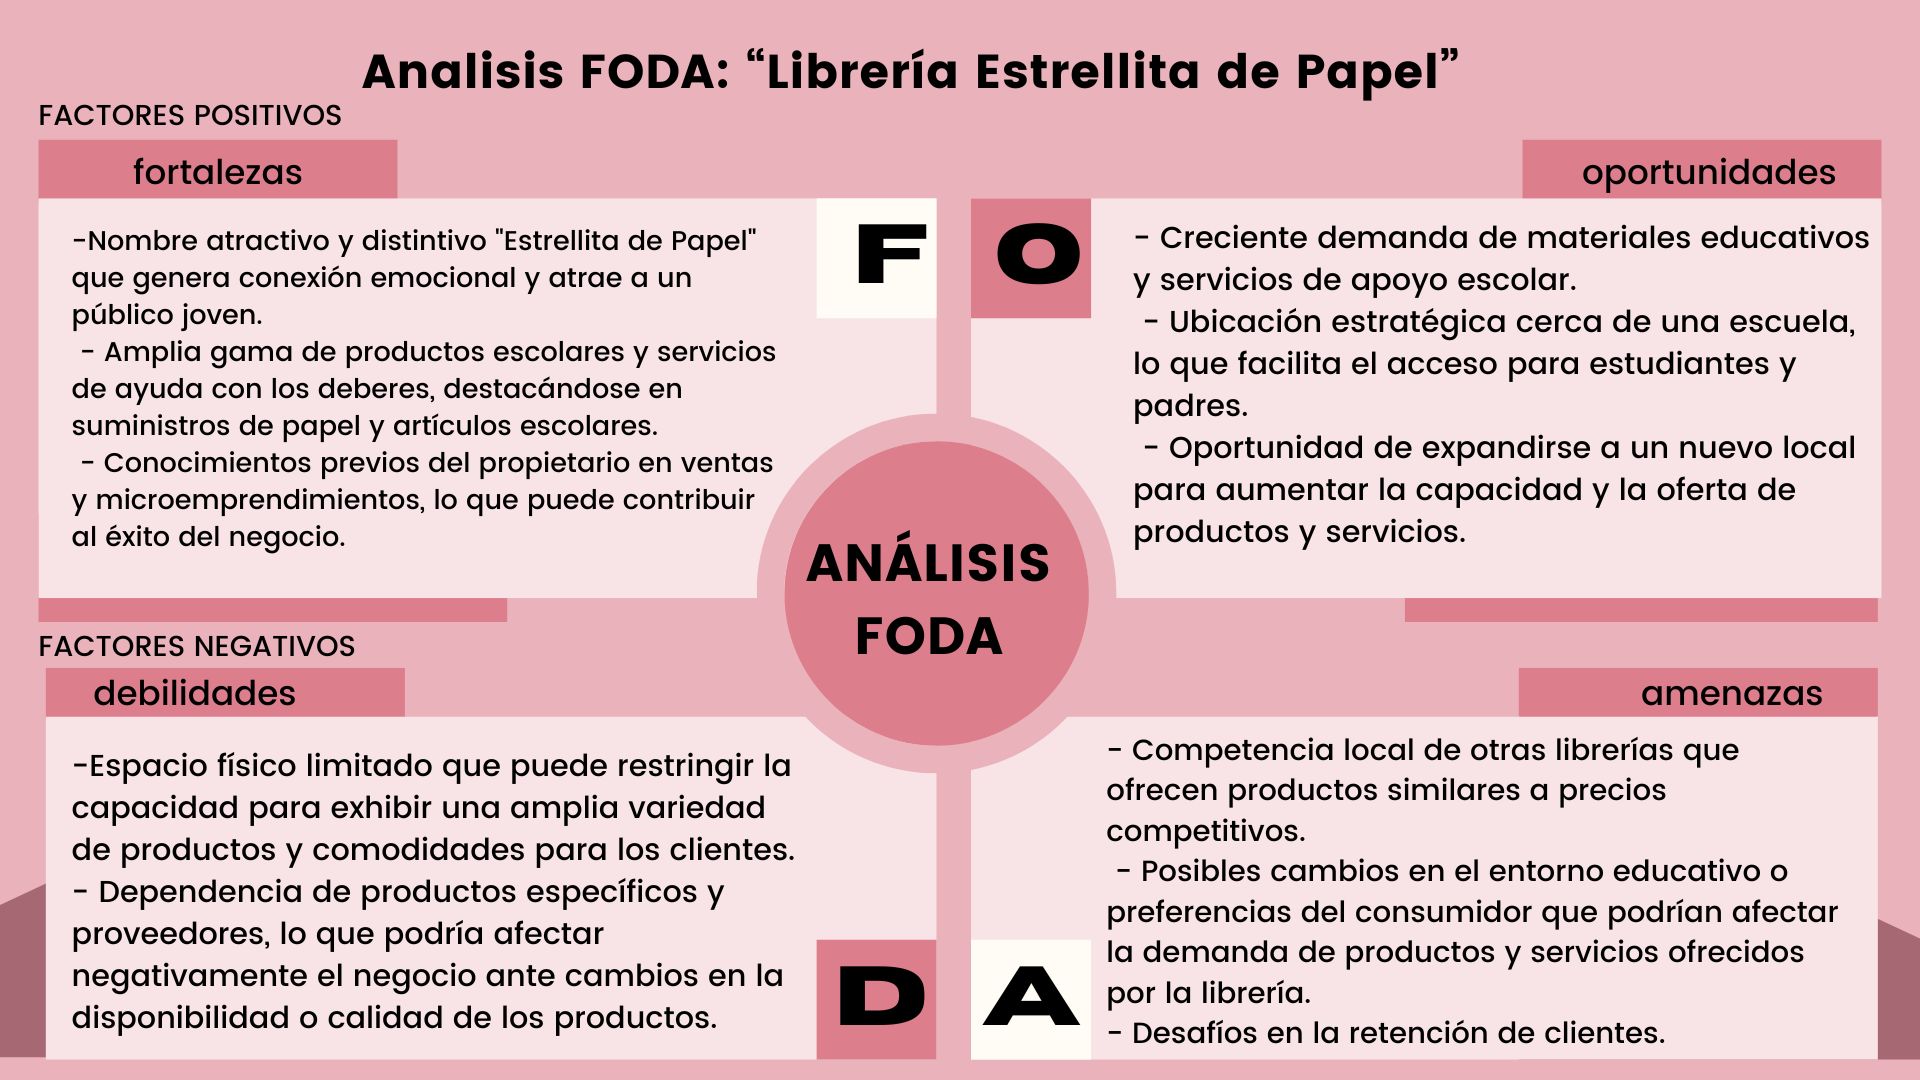 Analisis FODA: “Librería Estrellita de Papel”
FACTORES POSITIVOS
fortalezas
-Nombre atractivo y distintivo "Estrellita de Papel"
que genera conexión emocional y atrae a un
público joven.
- Amplia gama de productos escolares y servicios
de ayuda con los deberes, destacándose en
suministros de papel y artículos escolares.
- Conocimientos previos del propietario en ventas
y microemprendimientos, lo que puede contribuir
al éxito del negocio.
F
oportunidades
O
- Creciente demanda de materiales educativos
y servicios de apoyo escolar.
- Ubicación estratégica cerca de una escuela,
lo que facilita el acceso para estudiantes y
padres.
- Oportunidad de expandirse a un nuevo local
para aumentar la capacidad y la oferta de
productos y servicios.
ANÁLISIS
FODA
FACTORES NEGATIVOS
debilidades
-Espacio físico limitado que puede restringir la
capacidad para exhibir una amplia variedad
de productos y comodidades para los clientes.
- Dependencia de productos específicos y
proveedores, lo que podría afectar
negativamente el negocio ante cambios en la
disponibilidad o calidad de los productos.
D
amenazas
- Competencia local de otras librerías que
ofrecen productos similares a precios
competitivos.
- Posibles cambios en el entorno educativo o
preferencias del consumidor que podrían afectar
la demanda de productos y servicios ofrecidos
por la librería.
- Desafíos en la retención de clientes.
A